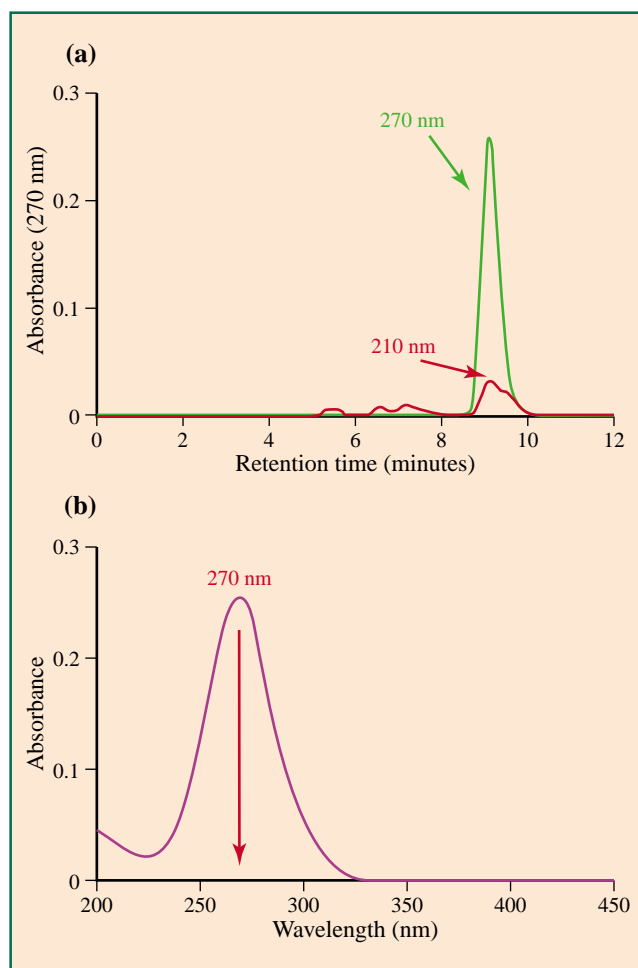 (a)
0.3
270 nm
0.2
Absorbance (270 nm)
0.1
210 nm
0
0 2 4 6 8 10 12
Retention time (minutes)
(b)
0.3
270 nm
0.2
Absorbance
0.1
0
200 250 300 350 400 450
Wavelength (nm)